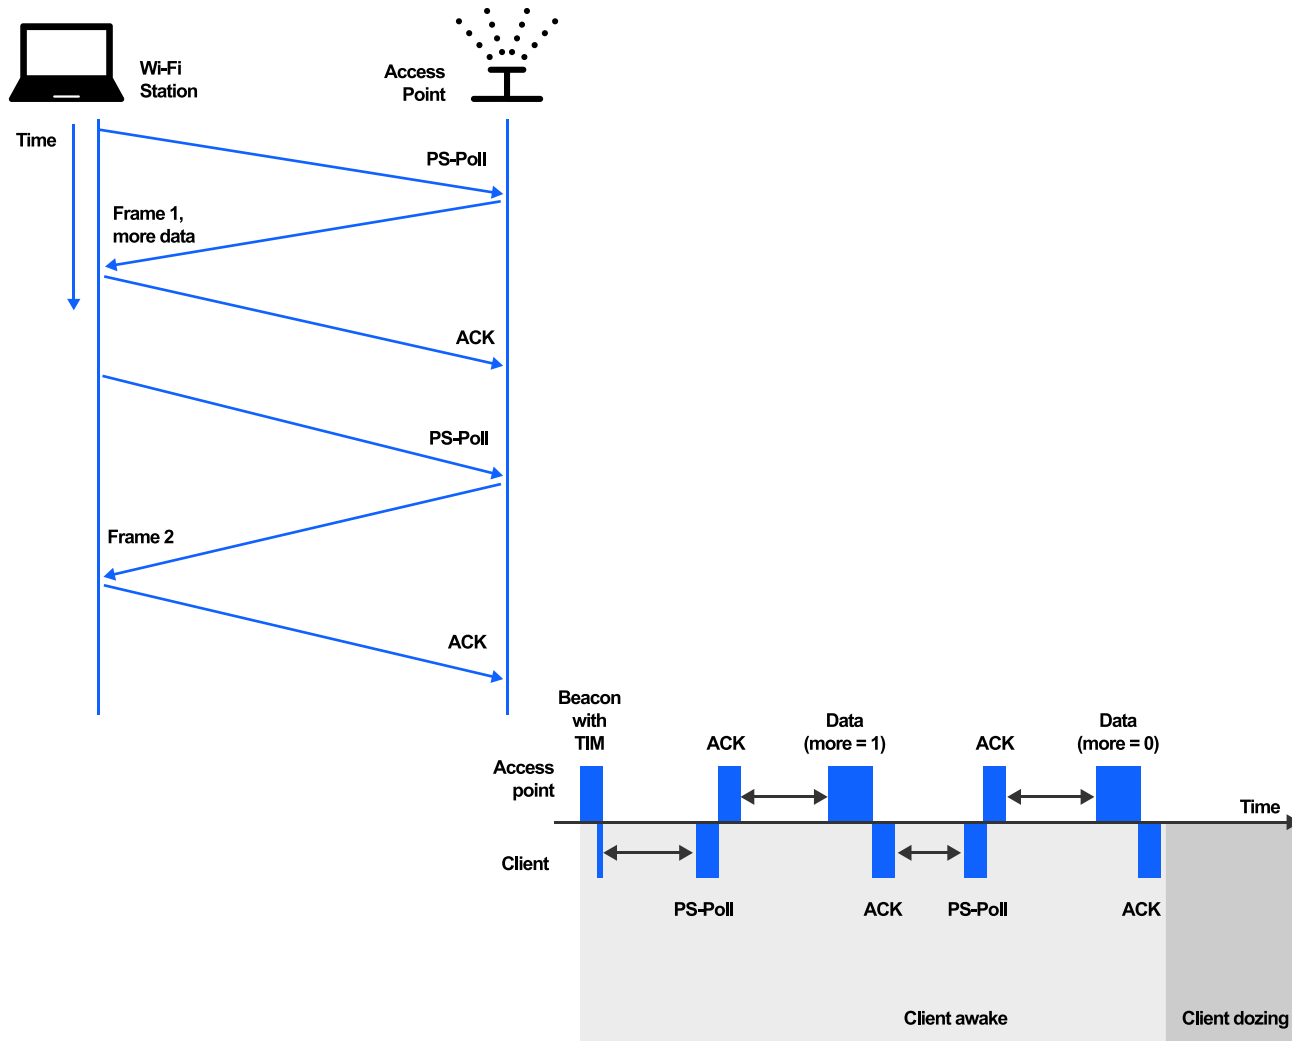 Wi-Fi
Station
Access
Point
Time
PS-Poll
Frame 1,
more data
ACK
PS-Poll
Frame 2
ACK
Beacon
with
TIM
ACK
Data
(more = 1)
ACK
Data
(more = 0)
Access
point
Time
Client
PS-Poll
ACK
PS-Poll
ACK
Client awake
Client dozing